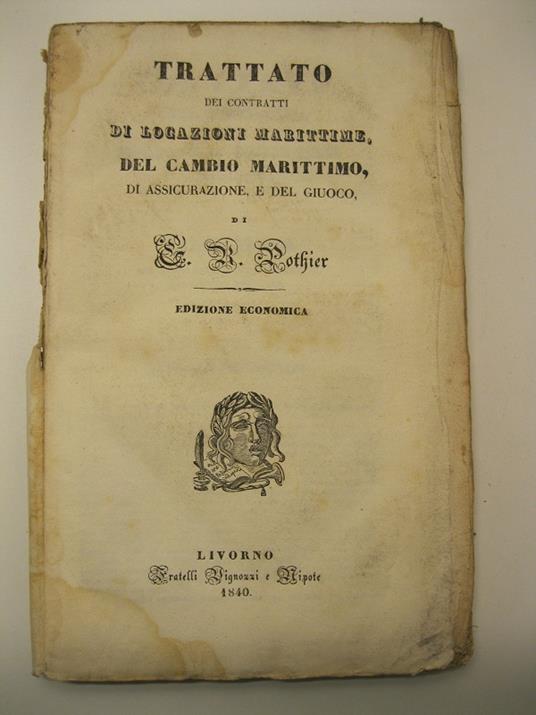 TRATTATO
DEI CONTRATTI
DI LOCAZIONI MARITTIME,
DEL CAMBIO MARITTIMO,
DI ASSICURAZIONE, E DEL GIUOCO,
DI
E. R. Pothier
EDIZIONE ECONOMICA
LIVORNO
Fratelli Vignozzi e Nipote
1840.